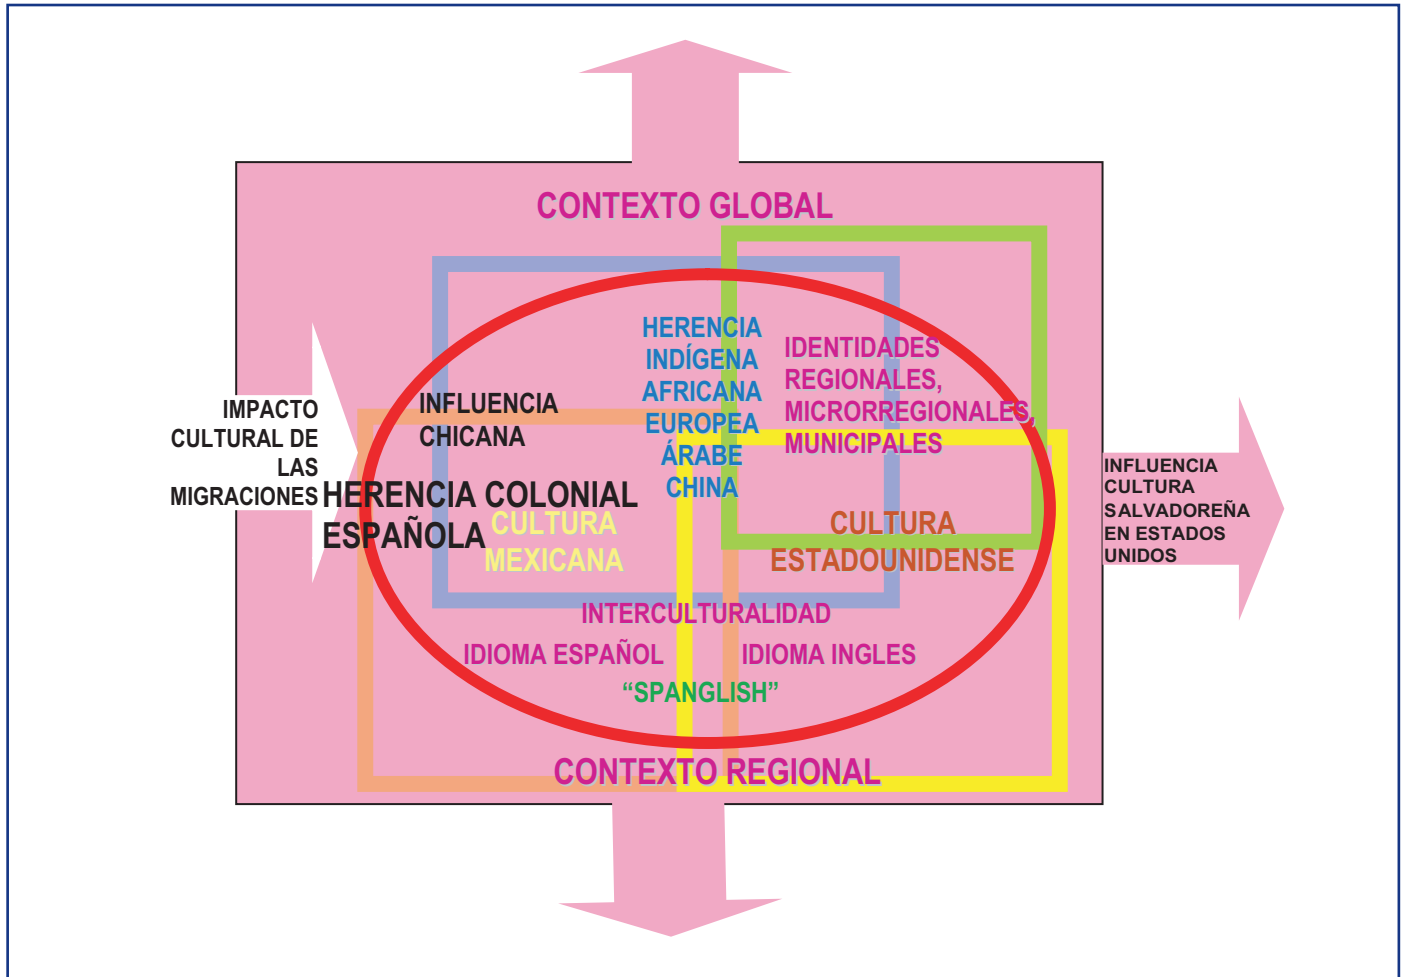 CONTEXTO GLOBAL
HERENCIA
INDÍGENA
AFRICANA
EUROPEA
ÁRABE
CHINA
IDENTIDADES
REGIONALES,
MICRORREGIONALES,
MUNICIPALES
INFLUENCIA
CHICANA
IMPACTO
CULTURAL DE
LAS
MIGRACIONES
HERENCIA COLONIAL
ESPAÑOLA
CULTURA
MEXICANA
CULTURA
ESTADOUNIDENSE
INFLUENCIA
CULTURA
SALVADOREÑA
EN ESTADOS
UNIDOS
INTERCULTURALIDAD
IDIOMA ESPAÑOL
IDIOMA INGLES
“SPANGLISH”
CONTEXTO REGIONAL